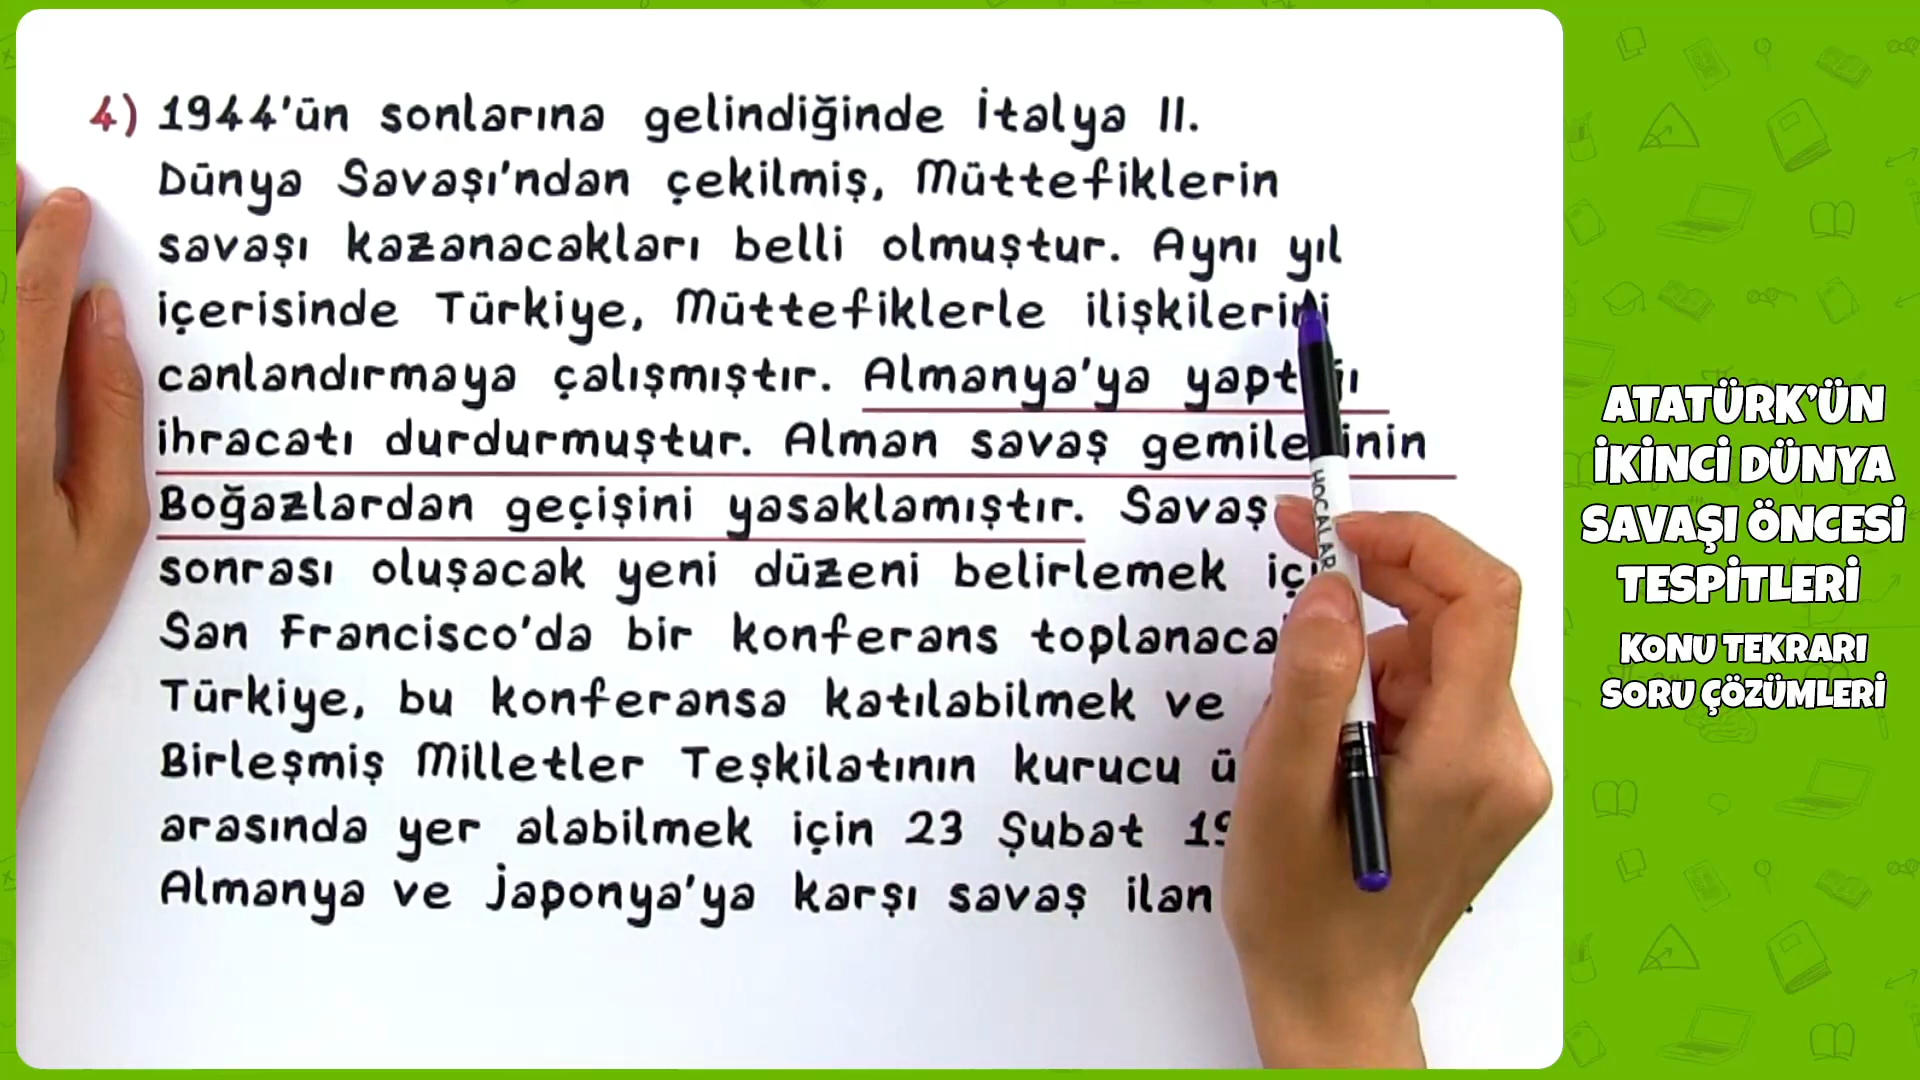 4) 1944'ün sonlarına gelindiğinde İtalya II.
Dünya Savaşı'ndan çekilmiş, Müttefiklerin
savaşı kazanacakları belli olmuştur. Aynı yıl
içerisinde Türkiye, Müttefiklerle ilişkilerini
canlandırmaya çalışmıştır. Almanya'ya
ihracatı durdurmuştur. Alman savaş
Boğazlardan geçişini yasaklamıştır. Savaş
sonrası oluşacak yeni düzeni belirlemek
San Francisco'da bir konferans
Türkiye, bu konferansa katılabilmek ve
Birleşmiş Milletler Teşkilatının kurucu
arasında yer alabilmek için 23 Şubat
Almanya ve Japonya'ya karşı savaş ilan
HOCALAR
ATATÜRK'ÜN
İKİNCİ DÜNYA
SAVAŞI ÖNCESİ
TESPİTLERİ
KONU TEKRARI
SORU ÇÖZÜMLERİ